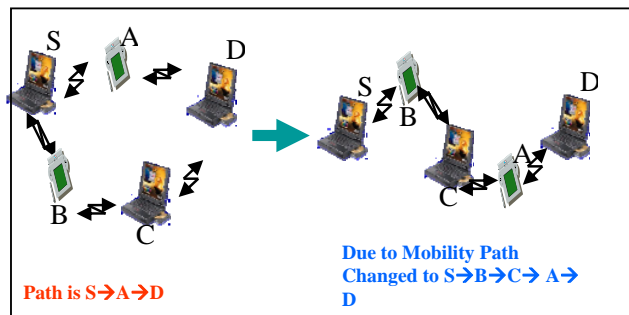 S
A
D
B
C
Path is S→A→D
S
B
D
A
C
Due to Mobility Path
Changed to S→B→C→ A→
D